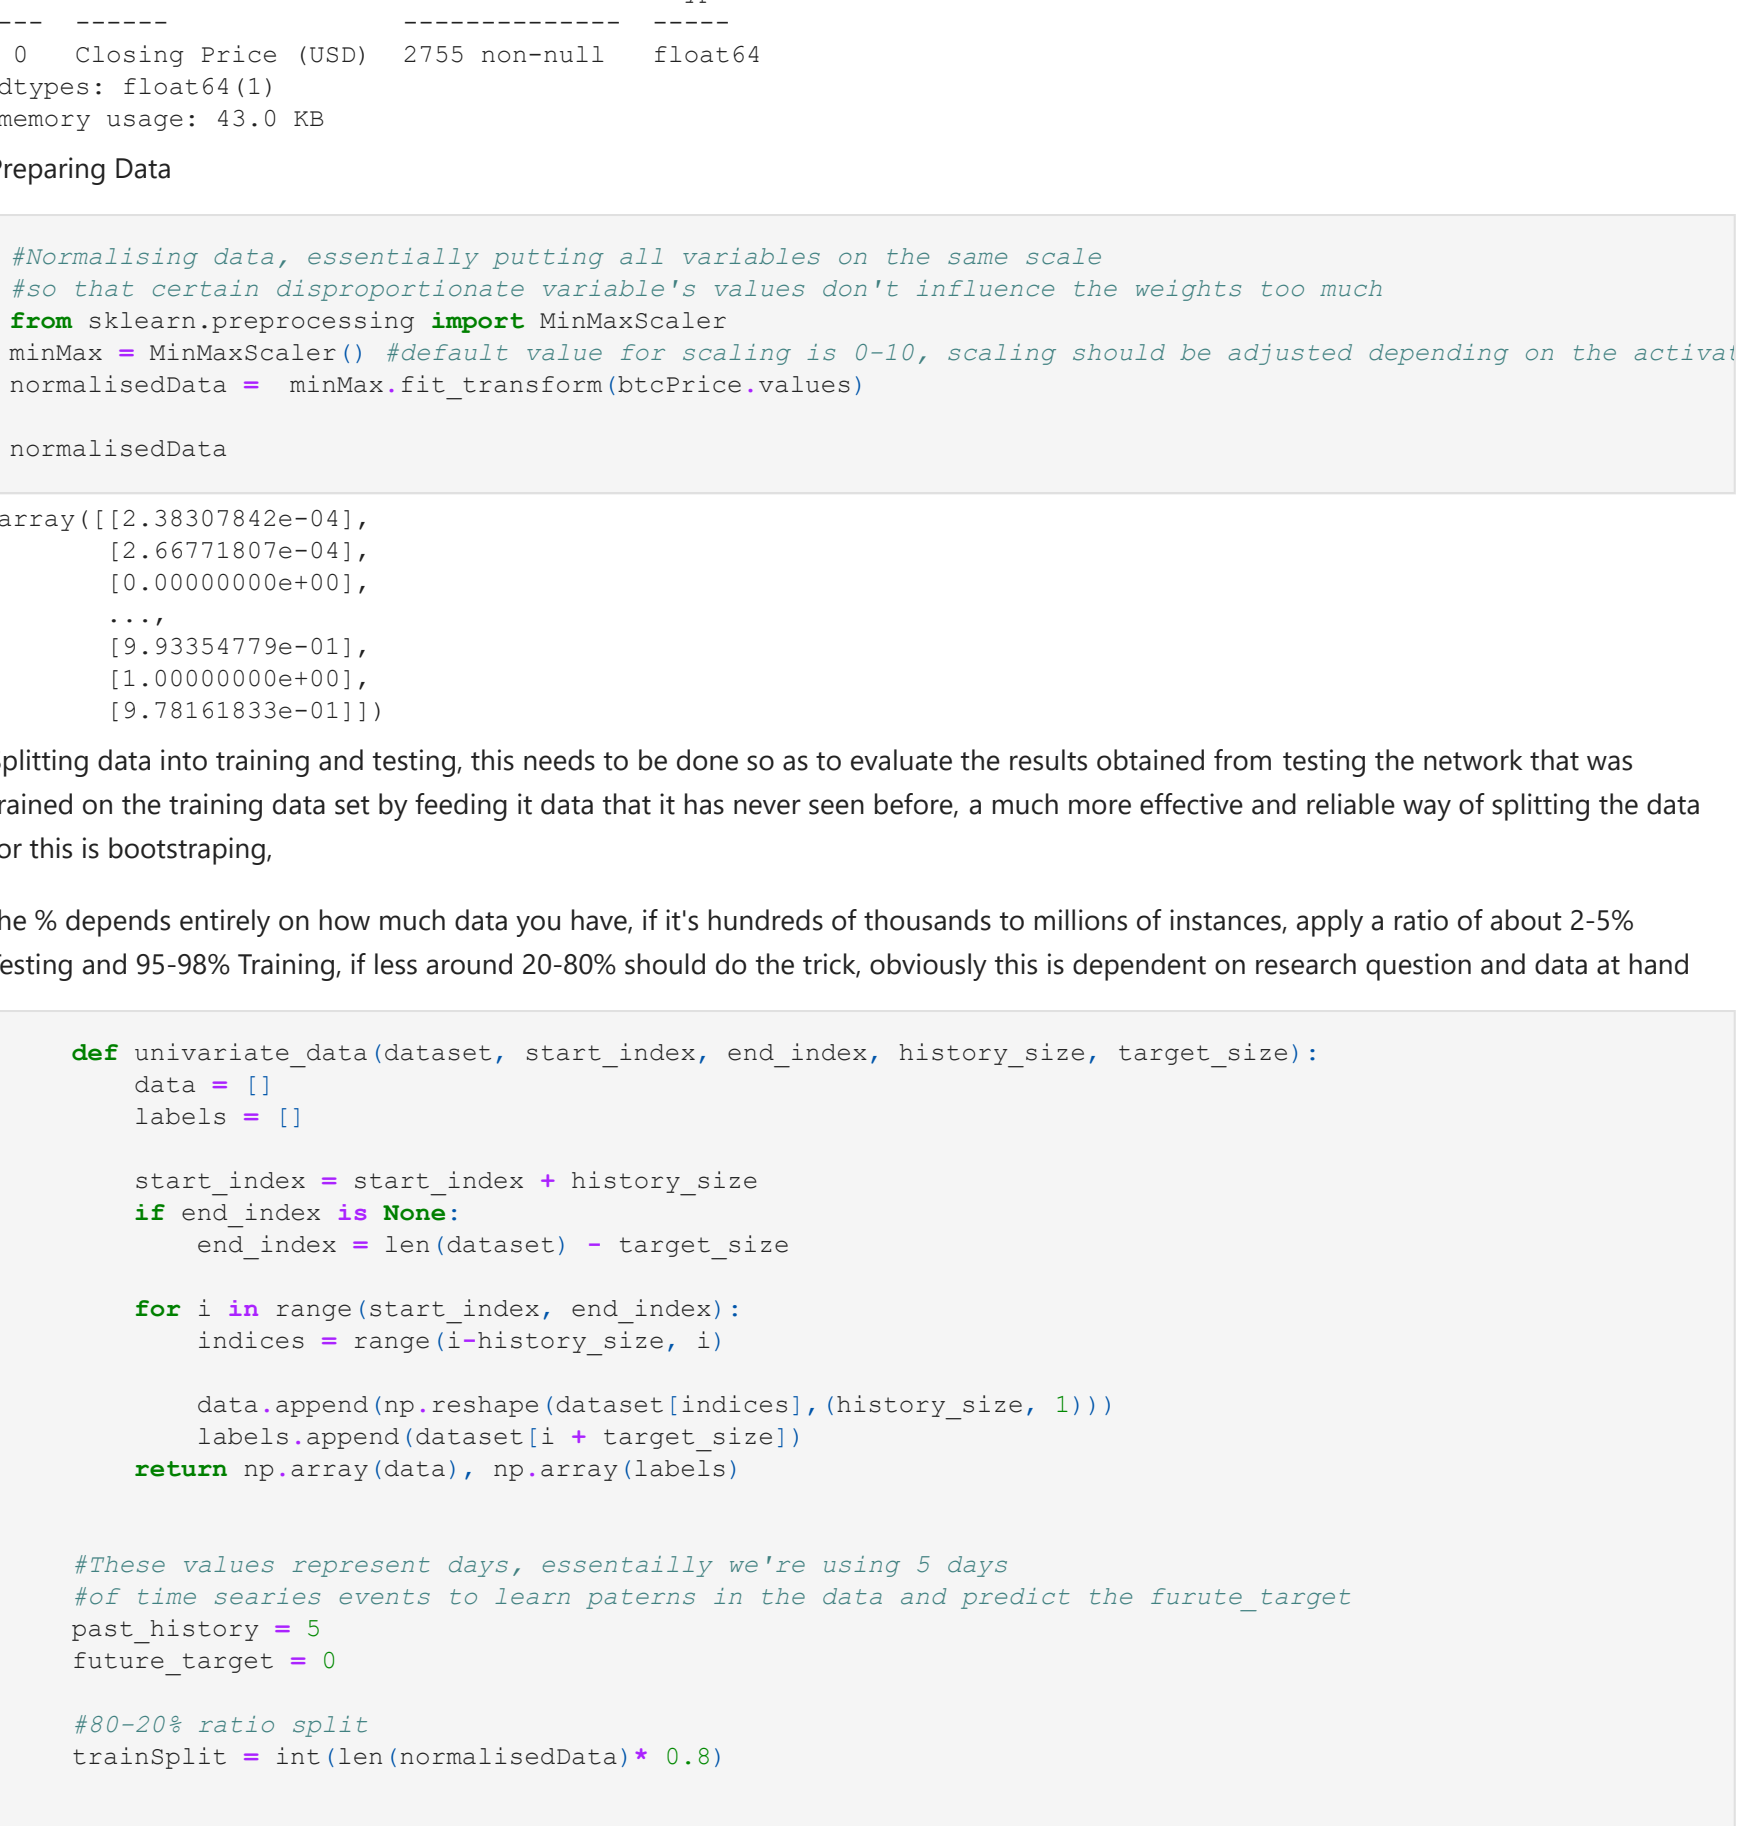 --- ------ -------------- -----
0 Closing Price (USD) 2755 non-null float64
dtypes: float64(1)
memory usage: 43.0 KB
Preparing Data
#Normalising data, essentially putting all variables on the same scale
#so that certain disproportionate variable's values don't influence the weights too much
from sklearn.preprocessing import MinMaxScaler
minMax = MinMaxScaler() #default value for scaling is 0-10, scaling should be adjusted depending on the activat
normalisedData =  minMax.fit_transform(btcPrice.values)
normalisedData
array([[2.38307842e-04],
[2.66771807e-04],
[0.00000000e+00],
...,
[9.93354779e-01],
[1.00000000e+00],
[9.78161833e-01]])
splitting data into training and testing, this needs to be done so as to evaluate the results obtained from testing the network that was
trained on the training data set by feeding it data that it has never seen before, a much more effective and reliable way of splitting the data
for this is bootstraping,
the % depends entirely on how much data you have, if it's hundreds of thousands to millions of instances, apply a ratio of about 2-5%
Testing and 95-98% Training, if less around 20-80% should do the trick, obviously this is dependent on research question and data at hand
def univariate_data(dataset, start_index, end_index, history_size, target_size):
data = []
labels = []
start_index = start_index + history_size
if end_index is None:
end_index = len(dataset) - target_size
for i in range(start_index, end_index):
indices = range(i-history_size, i)
data.append(np.reshape(dataset[indices],(history_size, 1)))
labels.append(dataset[i + target_size])
return np.array(data), np.array(labels)
#These values represent days, essentailly we're using 5 days
#of time searies events to learn paterns in the data and predict the furute_target
past_history = 5
future_target = 0
#80-20% ratio split
trainSplit = int(len(normalisedData)* 0.8)